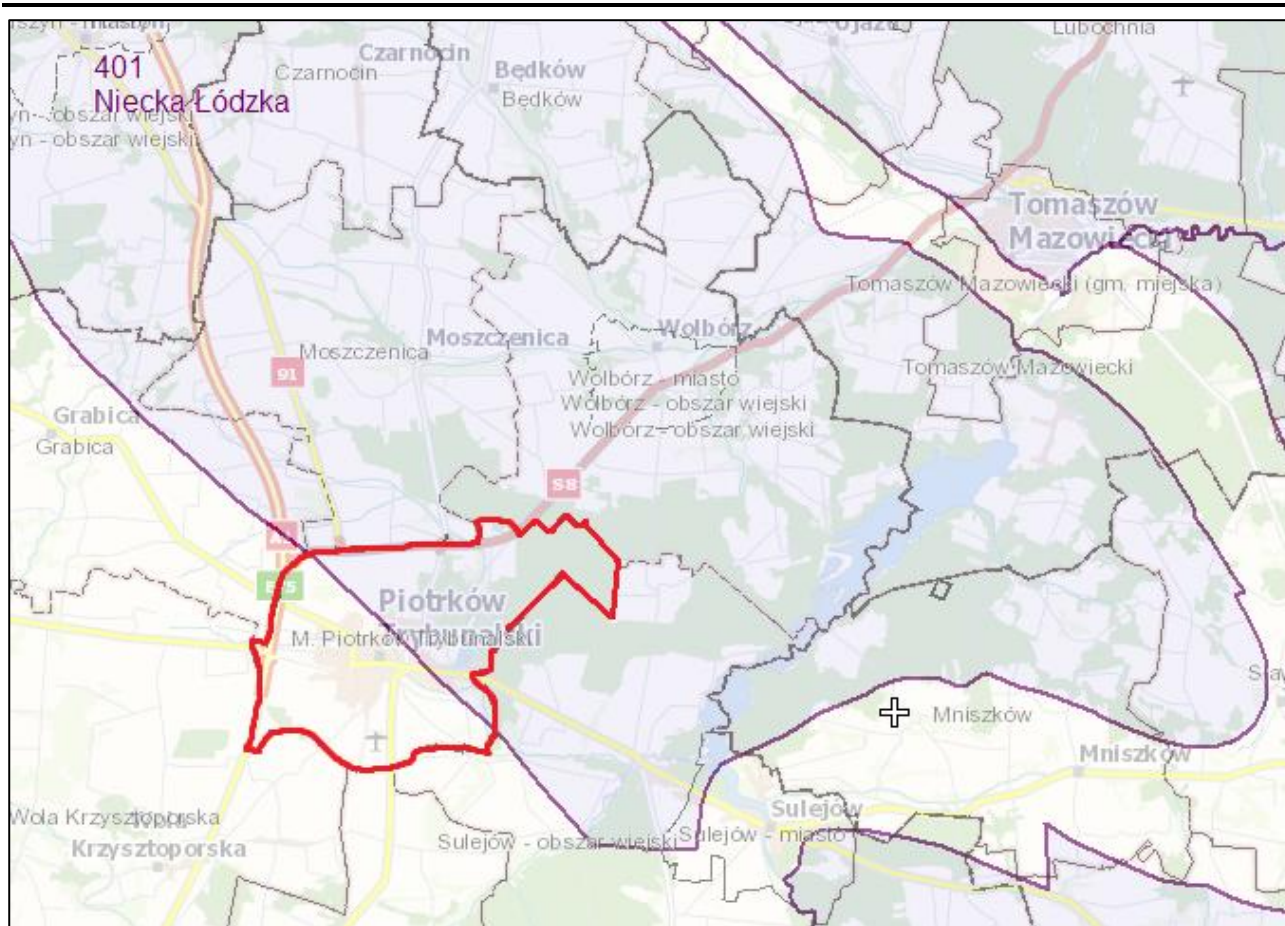 Lubochnia
401
Niecka Łódzka
Czarnocin
Czarnocin
Będków
Będków
yn - obszar wiejski
yn - obszar wiejski
Tomaszów
Mazowiecki
Tomaszów Mazowiecki (gm. miejska)
Tomaszów Mazowiecki
Wolbórz
Moszczenica
Moszczenica
91
Wolbórz - miasto
Wolbórz - obszar wiejski
Wolbórz - obszar wiejski
Grabica
Grabica
S8
Piotrków
Trybunalski
M. Piotrków Trybunalski
Mniszków
Mniszków
Sulejów
Sulejów - obszar wiejski
Sulejów - miasto
Wola Krzysztoporska
Krzysztoporska